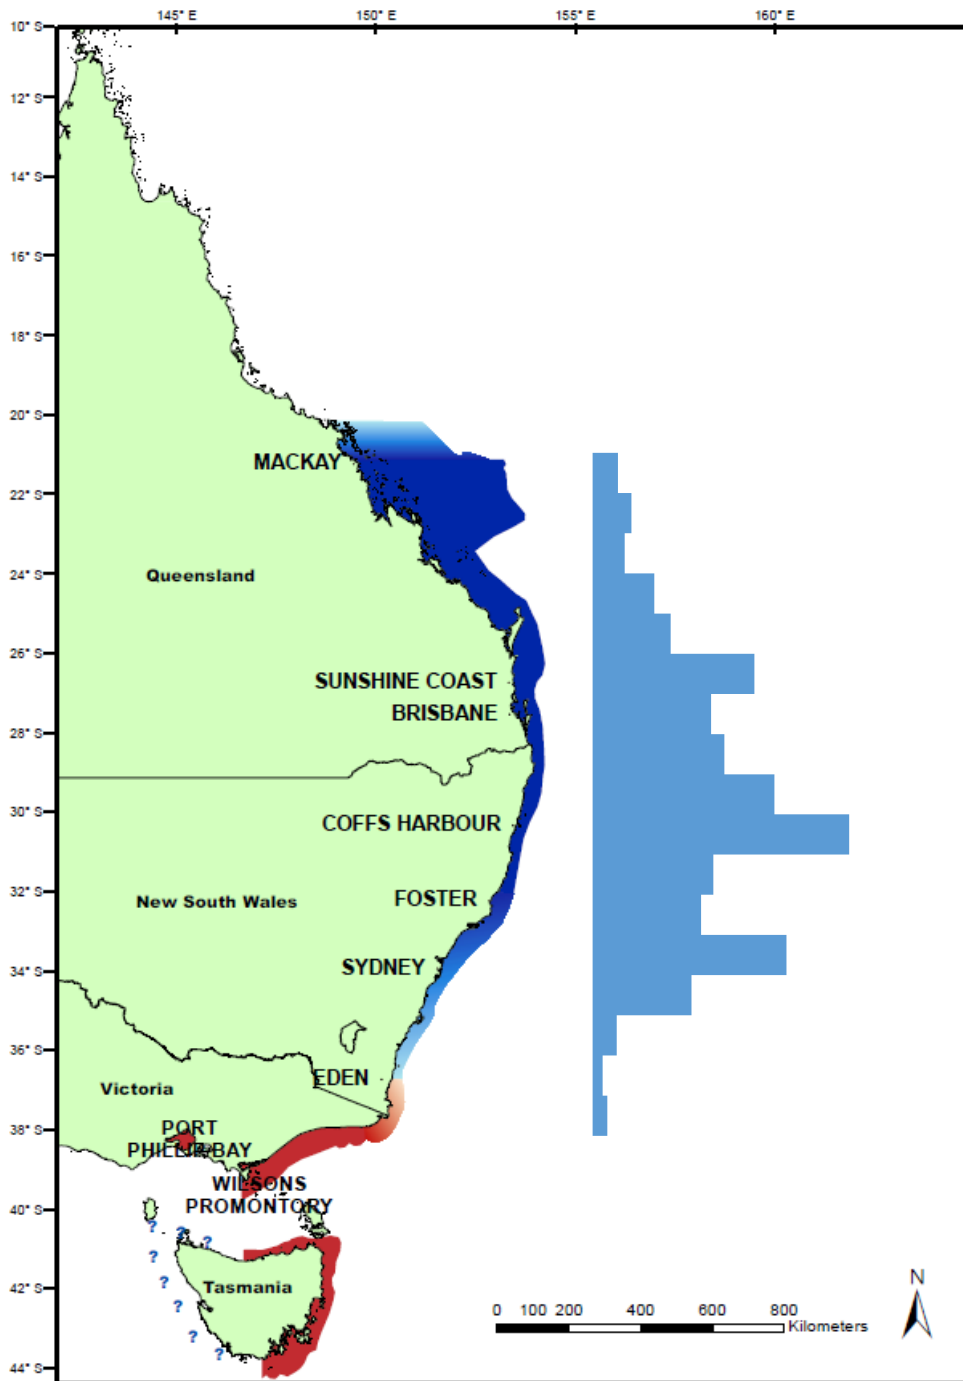 145° E 150° E 155° E 160° E
10° S
12° S
14° S
16° S
18° S
20° S
MACKAY
22° S
24° S
Queensland
26° S
SUNSHINE COAST
BRISBANE
28° S
30° S
COFFS HARBOUR
32° S
New South Wales
FOSTER
34° S
SYDNEY
36° S
EDEN
Victoria
38° S
PORT
PHILLIP BAY
WILSONS
PROMONTORY
40° S
?
?
?
?
?
?
?
?
42° S
Tasmania
44° S
N
0 100 200 400 600 800
Kilometers